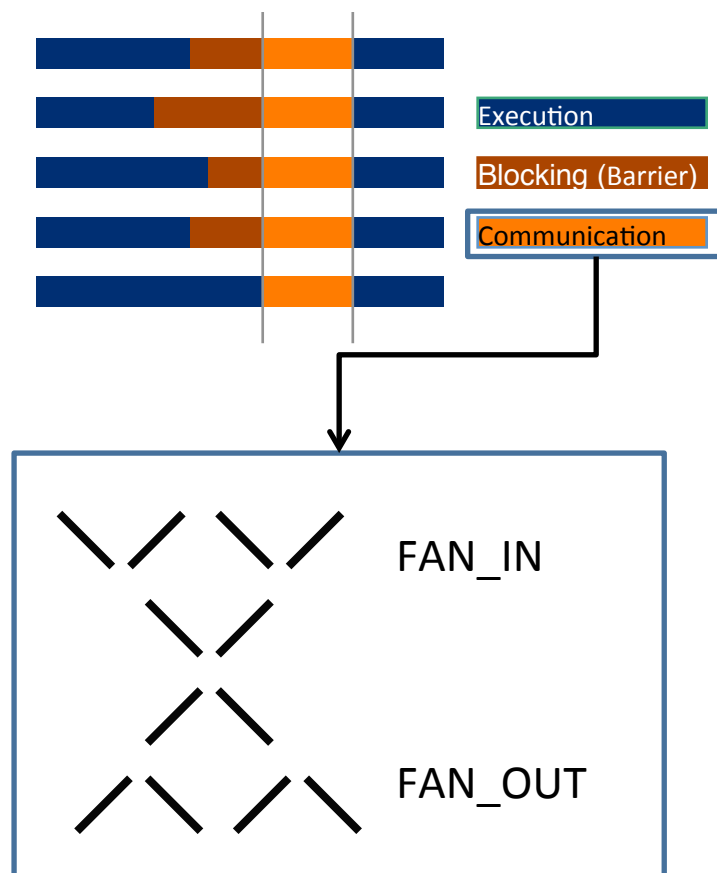 Execution
Blocking (Barrier)
Communication
FAN_IN
FAN_OUT